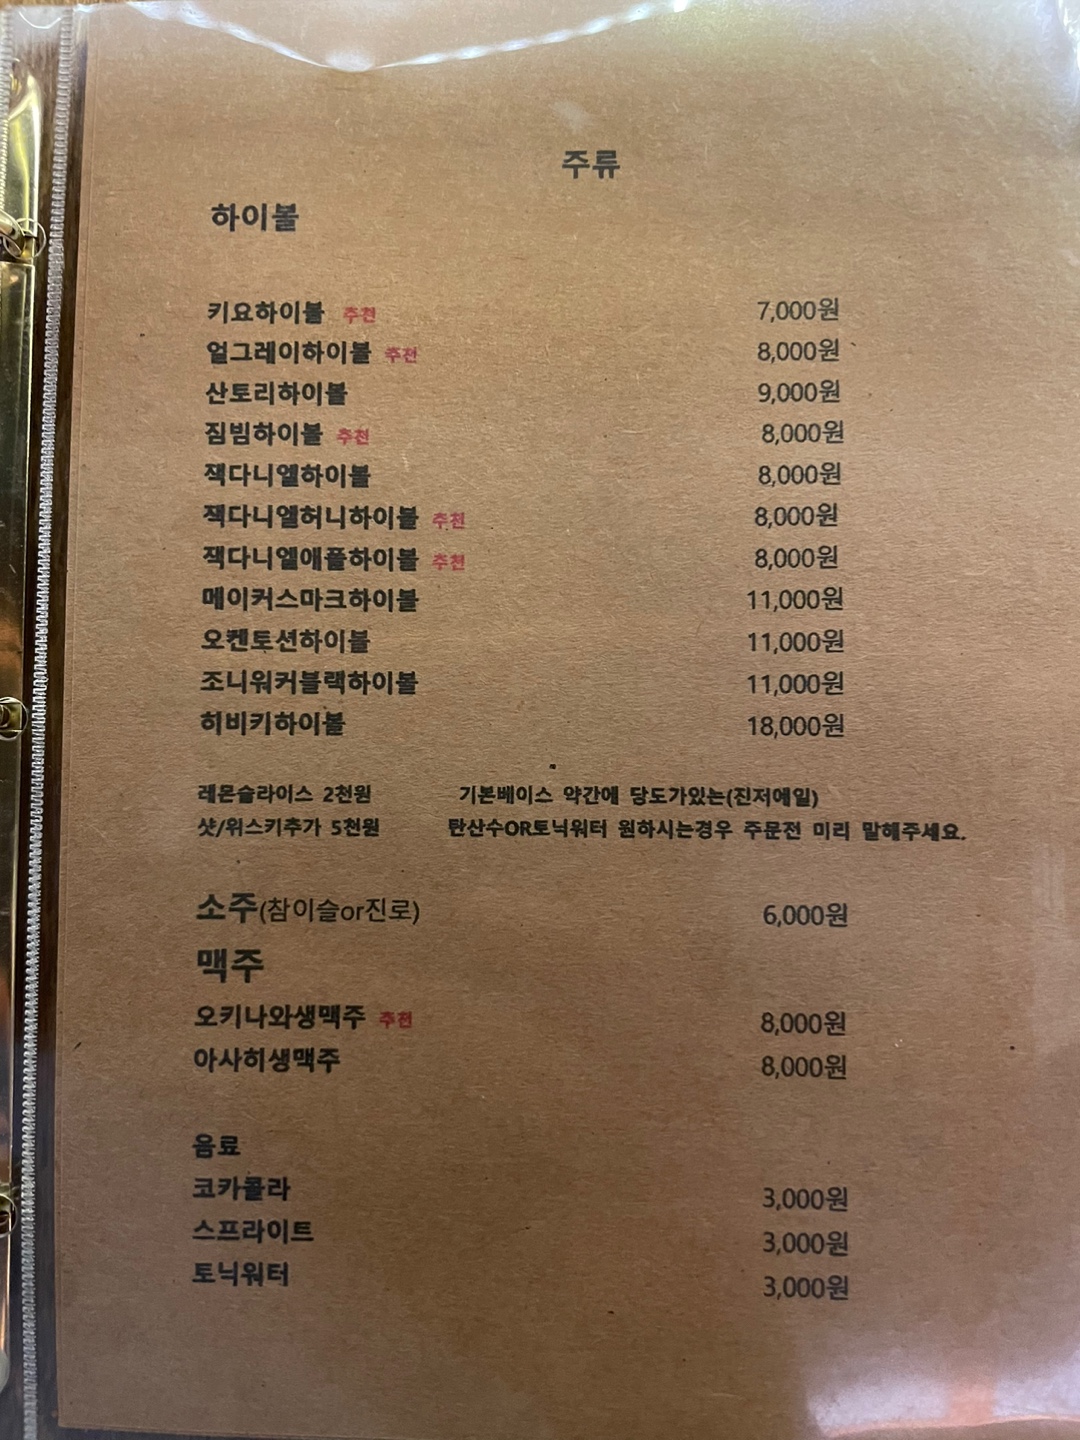 주류
하이볼
키요하이볼 추천 7,000원
얼그레이하이볼 추천 8,000원
산토리하이볼 9,000원
짐빔하이볼 추천 8,000원
잭다니엘하이볼 8,000원
잭다니엘허니하이볼 추천 8,000원
잭다니엘애플하이볼 추천 8,000원
메이커스마크하이볼 11,000원
오켄토션하이볼 11,000원
조니워커블랙하이볼 11,000원
히비키하이볼 18,000원
레몬슬라이스 2천원 기본베이스 약간에 당도가있는(진저에일)
샷/위스키추가 5천원 탄산수OR토닉워터 원하시는경우 주문전 미리 말해주세요.
소주(참이슬or진로) 6,000원
맥주
오키나와생맥주 추천 8,000원
아사히생맥주 8,000원
음료
코카콜라 3,000원
스프라이트 3,000원
토닉워터 3,000원